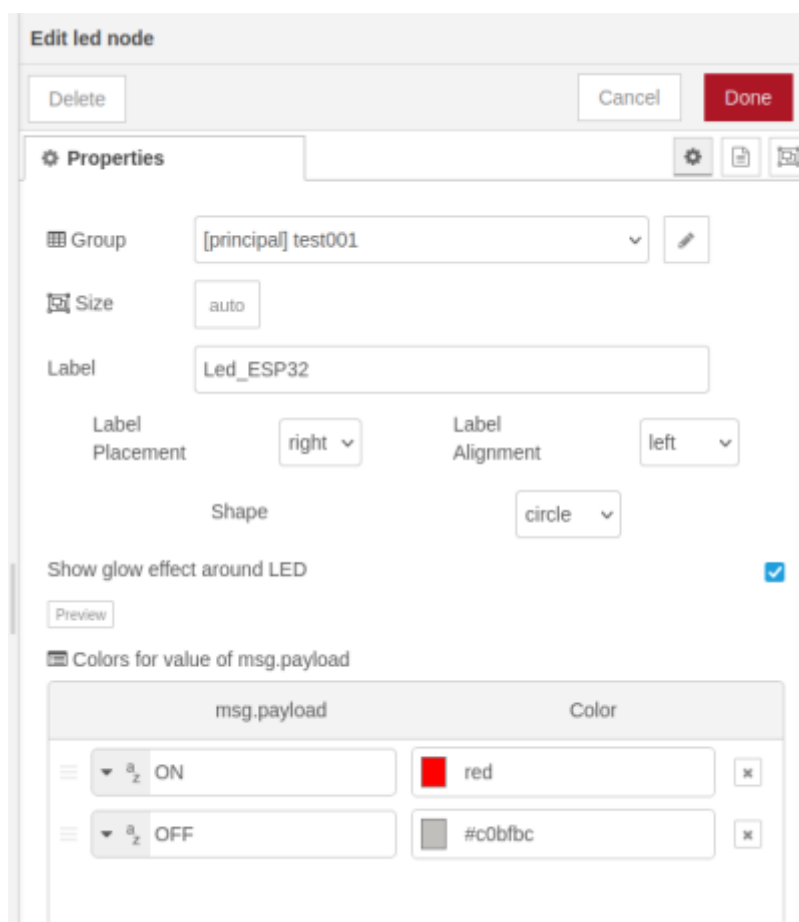 Edit led node
Delete Cancel Done
Properties
Group [principal] test001
Size auto
Label Led_ESP32
Label Placement right Label Alignment left
Shape circle
Show glow effect around LED
Preview
Colors for value of msg.payload
msg.payload Color
az ON red
az OFF #c0bfbc